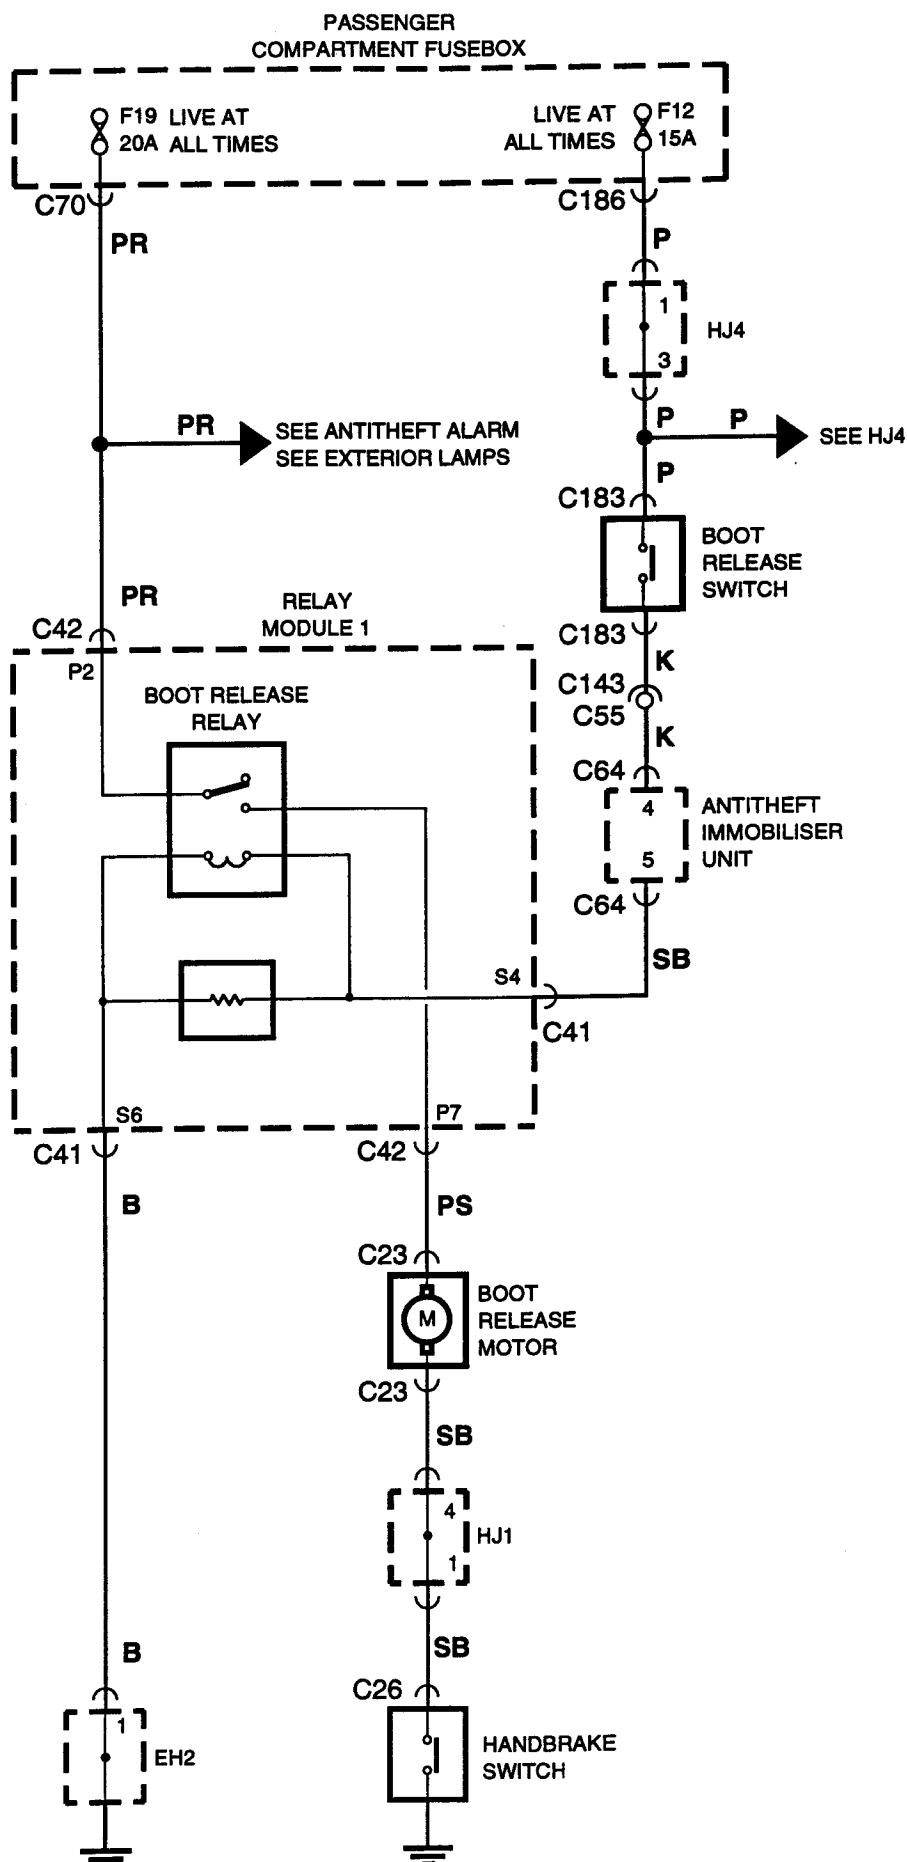 PASSENGER
COMPARTMENT FUSEBOX
F19 LIVE AT
20A ALL TIMES
LIVE AT F12
ALL TIMES 15A
C70
C186
PR
P
1
HJ4
3
P
P
PR
SEE ANTITHEFT ALARM
SEE EXTERIOR LAMPS
SEE HJ4
P
C183
BOOT
RELEASE
SWITCH
PR
RELAY
MODULE 1
C42
C183
K
P2
C143
C55
BOOT RELEASE
RELAY
K
C64
4
ANTITHEFT
IMMOBILISER
UNIT
5
C64
SB
S4
C41
S6
P7
C41
C42
B
PS
C23
BOOT
RELEASE
MOTOR
M
C23
SB
4
HJ1
1
SB
B
C26
1
EH2
HANDBRAKE
SWITCH